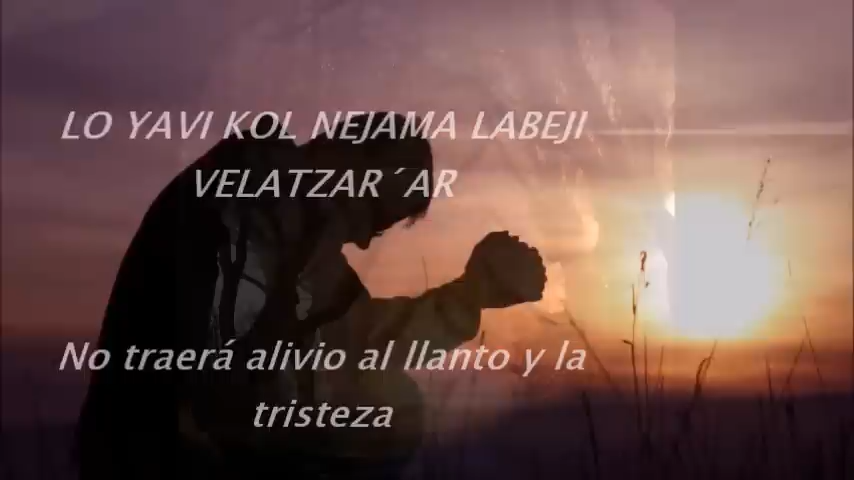 LO YAVI KOL NEJAMA LABEJI
VELATZAR´AR
No traerá alivio al llanto y la
tristeza